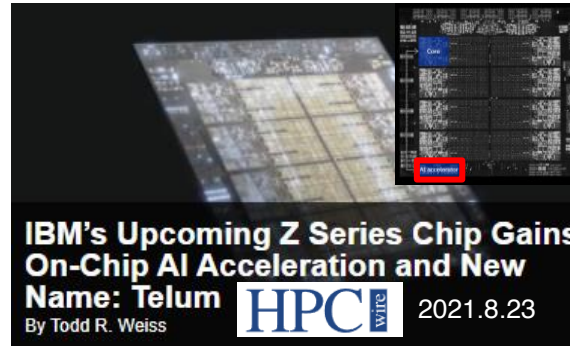 Core
AI accelerator
IBM's Upcoming Z Series Chip Gains
On-Chip AI Acceleration and New
Name: Telum
By Todd R. Weiss
HPC wire
2021.8.23